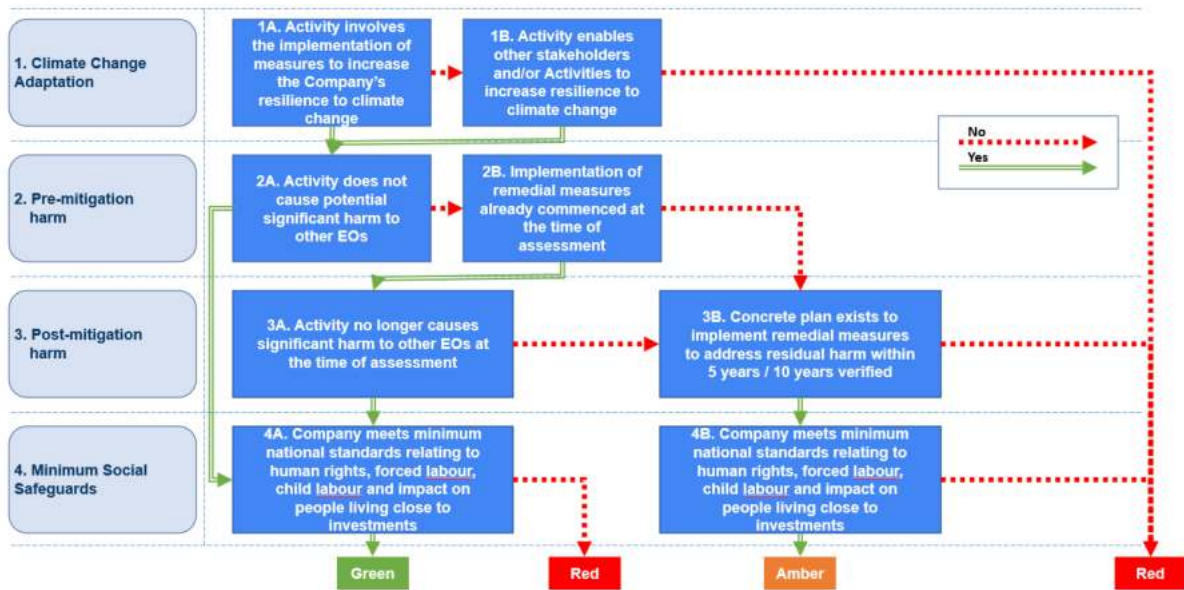 1. Climate Change
Adaptation
1A. Activity involves
the implementation of
measures to increase
the Company's
resilience to climate
change
1B. Activity enables
other stakeholders
and/or Activities to
increase resilience to
climate change
No
Yes
2. Pre-mitigation
harm
2A. Activity does not
cause potential
significant harm to
other EOs
2B. Implementation of
remedial measures
already commenced at
the time of
assessment
3. Post-mitigation
harm
3A. Activity no longer causes
significant harm to other EOs at
the time of assessment
3B. Concrete plan exists to
implement remedial measures
to address residual harm within
5 years / 10 years verified
4. Minimum Social
Safeguards
4A. Company meets minimum
national standards relating to
human rights, forced labour,
child labour and impact on
people living close to
investments
4B. Company meets minimum
national standards relating to
human rights, forced labour,
child labour and impact on
people living close to
investments
Green
Red
Amber
Red